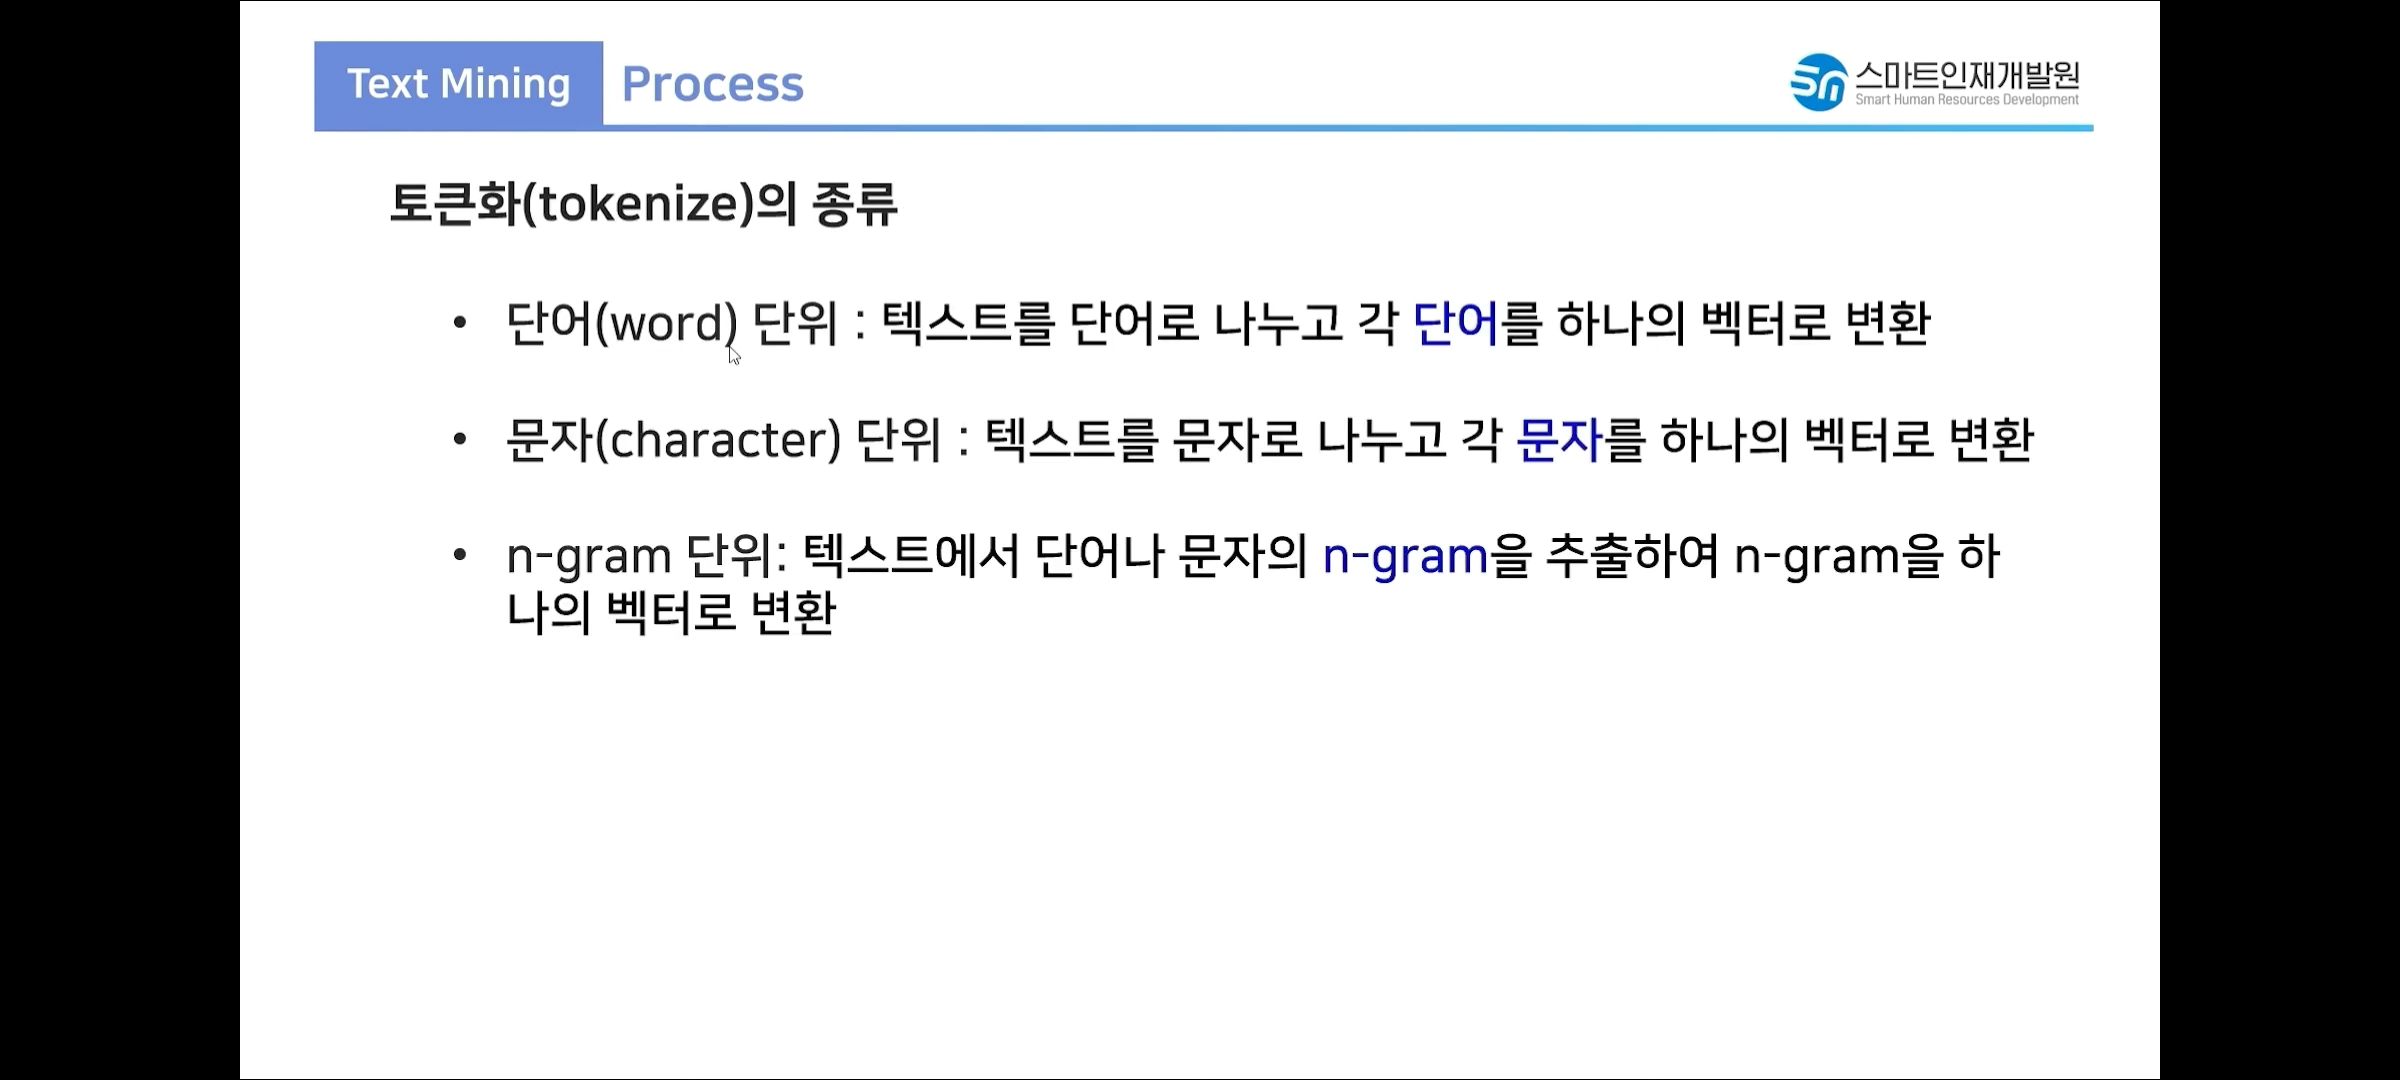 Text Mining Process
스마트인재개발원
Smart Human Resources Development
토큰화(tokenize)의 종류
• 단어(word) 단위 : 텍스트를 단어로 나누고 각 단어를 하나의 벡터로 변환
• 문자(character) 단위 : 텍스트를 문자로 나누고 각 문자를 하나의 벡터로 변환
• n-gram 단위: 텍스트에서 단어나 문자의 n-gram을 추출하여 n-gram을 하
나의 벡터로 변환